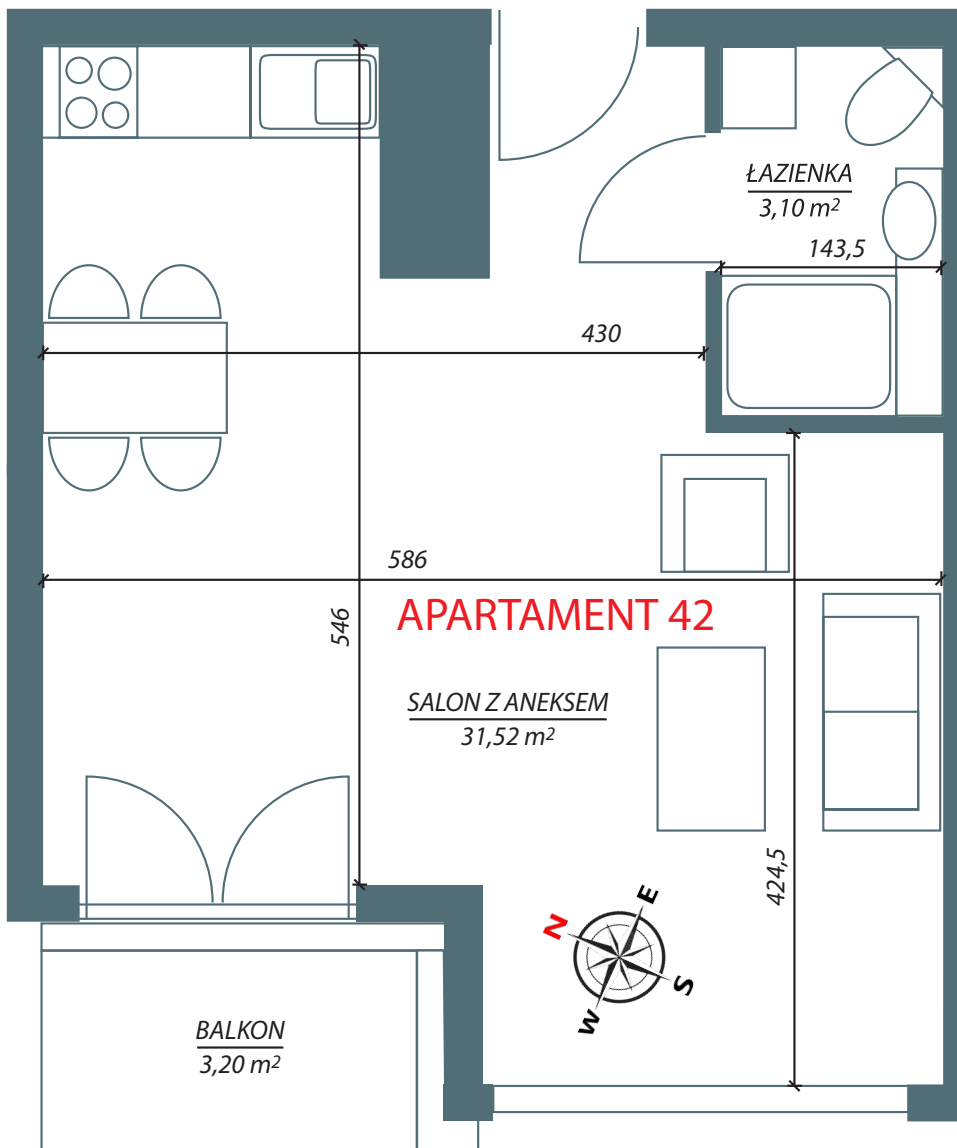 ŁAZIENKA
3,10 m²
143,5
430
586
546
APARTAMENT 42
SALON Z ANEKSEM
31,52 m²
424,5
N
E
S
W
BALKON
3,20 m²